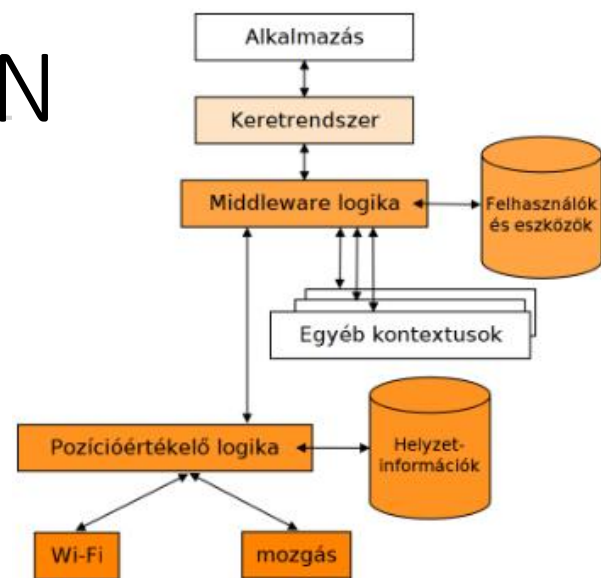 N
Alkalmazás
Keretrendszer
Middleware logika
Felhasználók
és eszközök
Egyéb kontextusok
Pozícióértékelő logika
Helyzet-
információk
Wi-Fi
mozgás